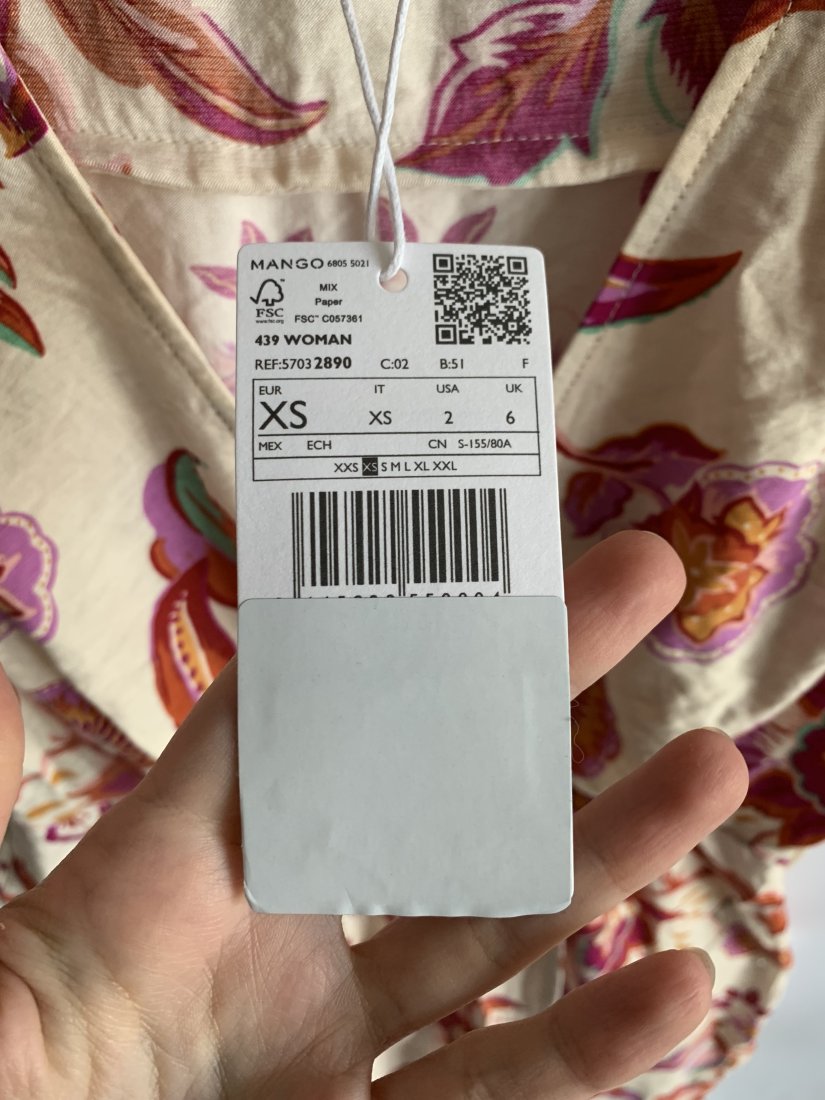 MANGO 6805 5021
MIX
Paper
FSC
www.fsc.org
FSC™ C057361
439 WOMAN
REF:5703 2890 C:02 B:51 F
EUR IT USA UK
XS XS 2 6
MEX ECH CN S-155/80A
XXS XS S M L XL XXL